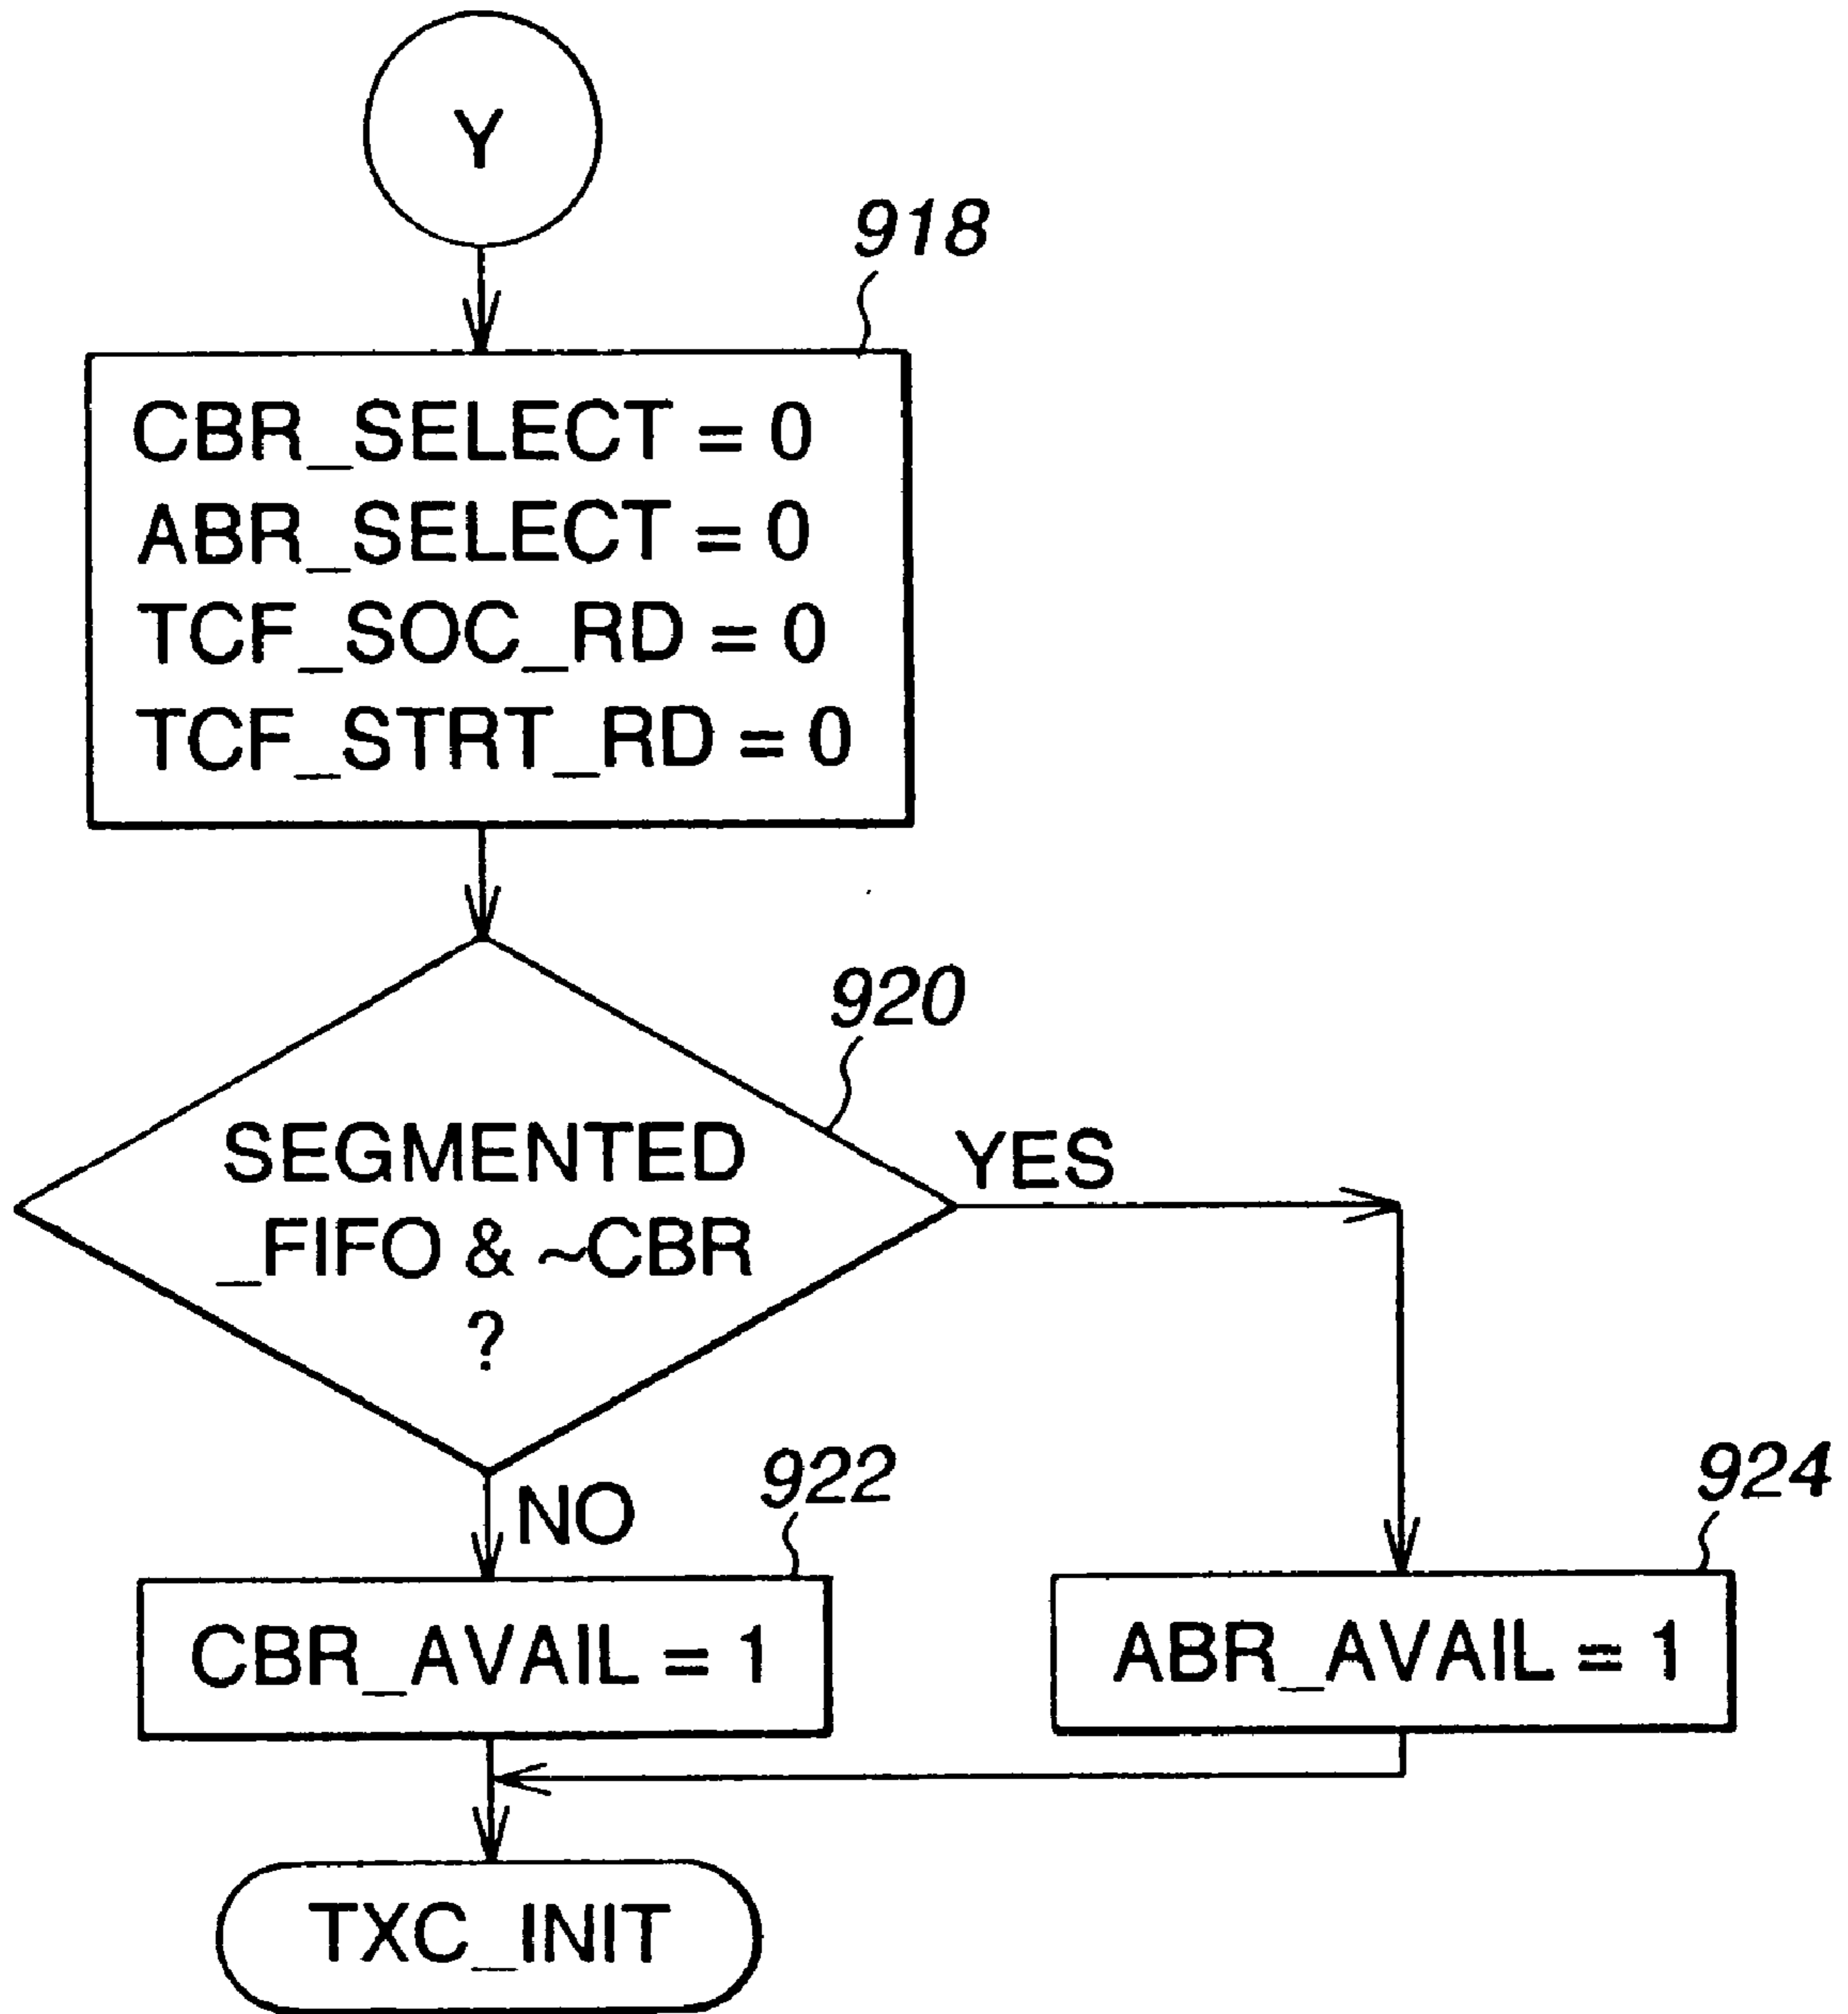 Y
918
CBR_SELECT = 0
ABR_SELECT = 0
TCF_SOC_RD = 0
TCF_STRT_RD = 0
920
SEGMENTED
_FIFO & ~CBR
?
YES
NO
922
924
CBR_AVAIL = 1
ABR_AVAIL = 1
TXC_INIT